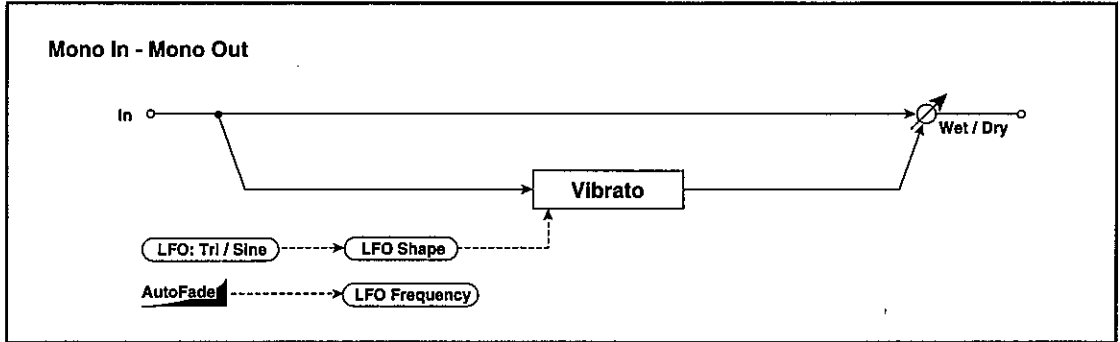 Mono In - Mono Out
In
Wet / Dry
Vibrato
LFO: Tri / Sine
LFO Shape
AutoFade
LFO Frequency